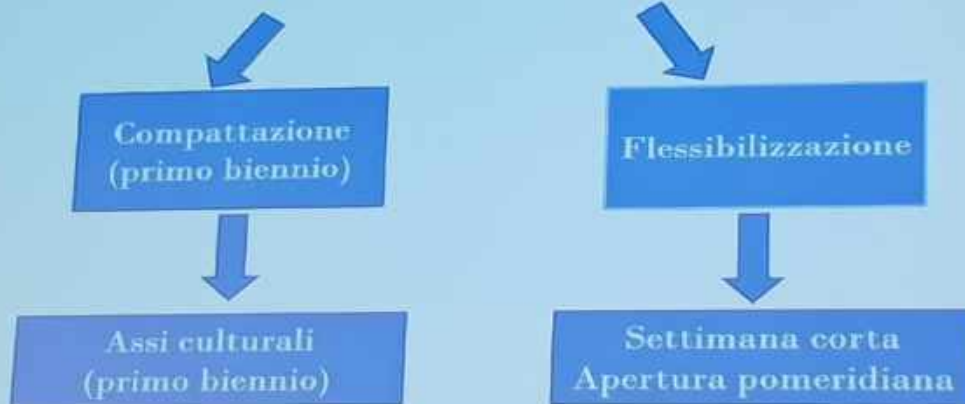 Compattazione
(primo biennio)
Flessibilizzazione
Assi culturali
(primo biennio)
Settimana corta
Apertura pomeridiana